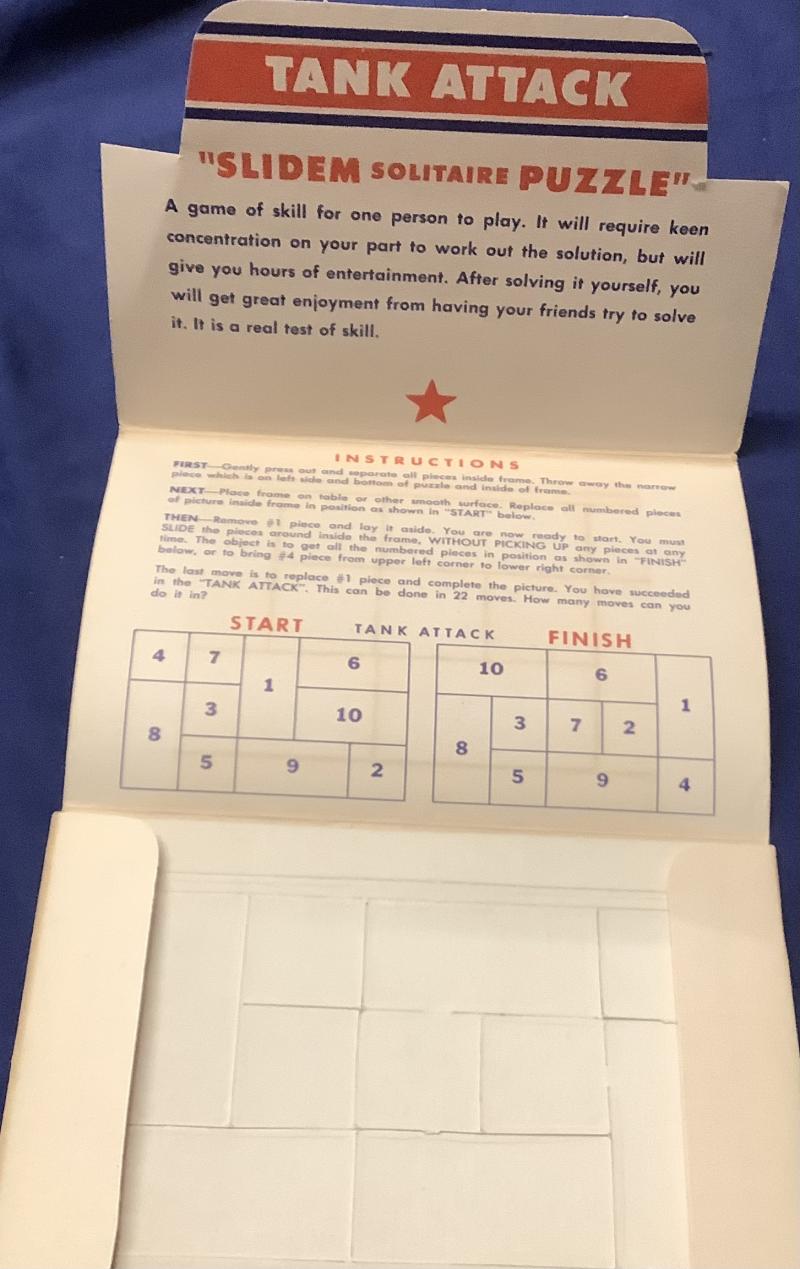 TANK ATTACK
"SLIDEM SOLITAIRE PUZZLE"
A game of skill for one person to play. It will require keen
concentration on your part to work out the solution, but will
give you hours of entertainment. After solving it yourself, you
will get great enjoyment from having your friends try to solve
it. It is a real test of skill.
INSTRUCTIONS
FIRST—Gently press out and separate all pieces inside frame. Throw away the narrow
piece which is on left side and bottom of puzzle and inside of frame.
NEXT—Place frame on table or other smooth surface. Replace all numbered pieces
of picture inside frame in position as shown in "START" below.
THEN—Remove #1 piece and lay it aside. You are now ready to start. You must
SLIDE the pieces around inside the frame, WITHOUT PICKING UP any pieces at any
time. The object is to get all the numbered pieces in position as shown in "FINISH"
below, or to bring #4 piece from upper left corner to lower right corner.
The last move is to replace #1 piece and complete the picture. You have succeeded
in the "TANK ATTACK". This can be done in 22 moves. How many moves can you
do it in?
START TANK ATTACK FINISH
4 7 1 6
3 10
8
5 9 2
10 6 1
8 3 7 2
5 9 4